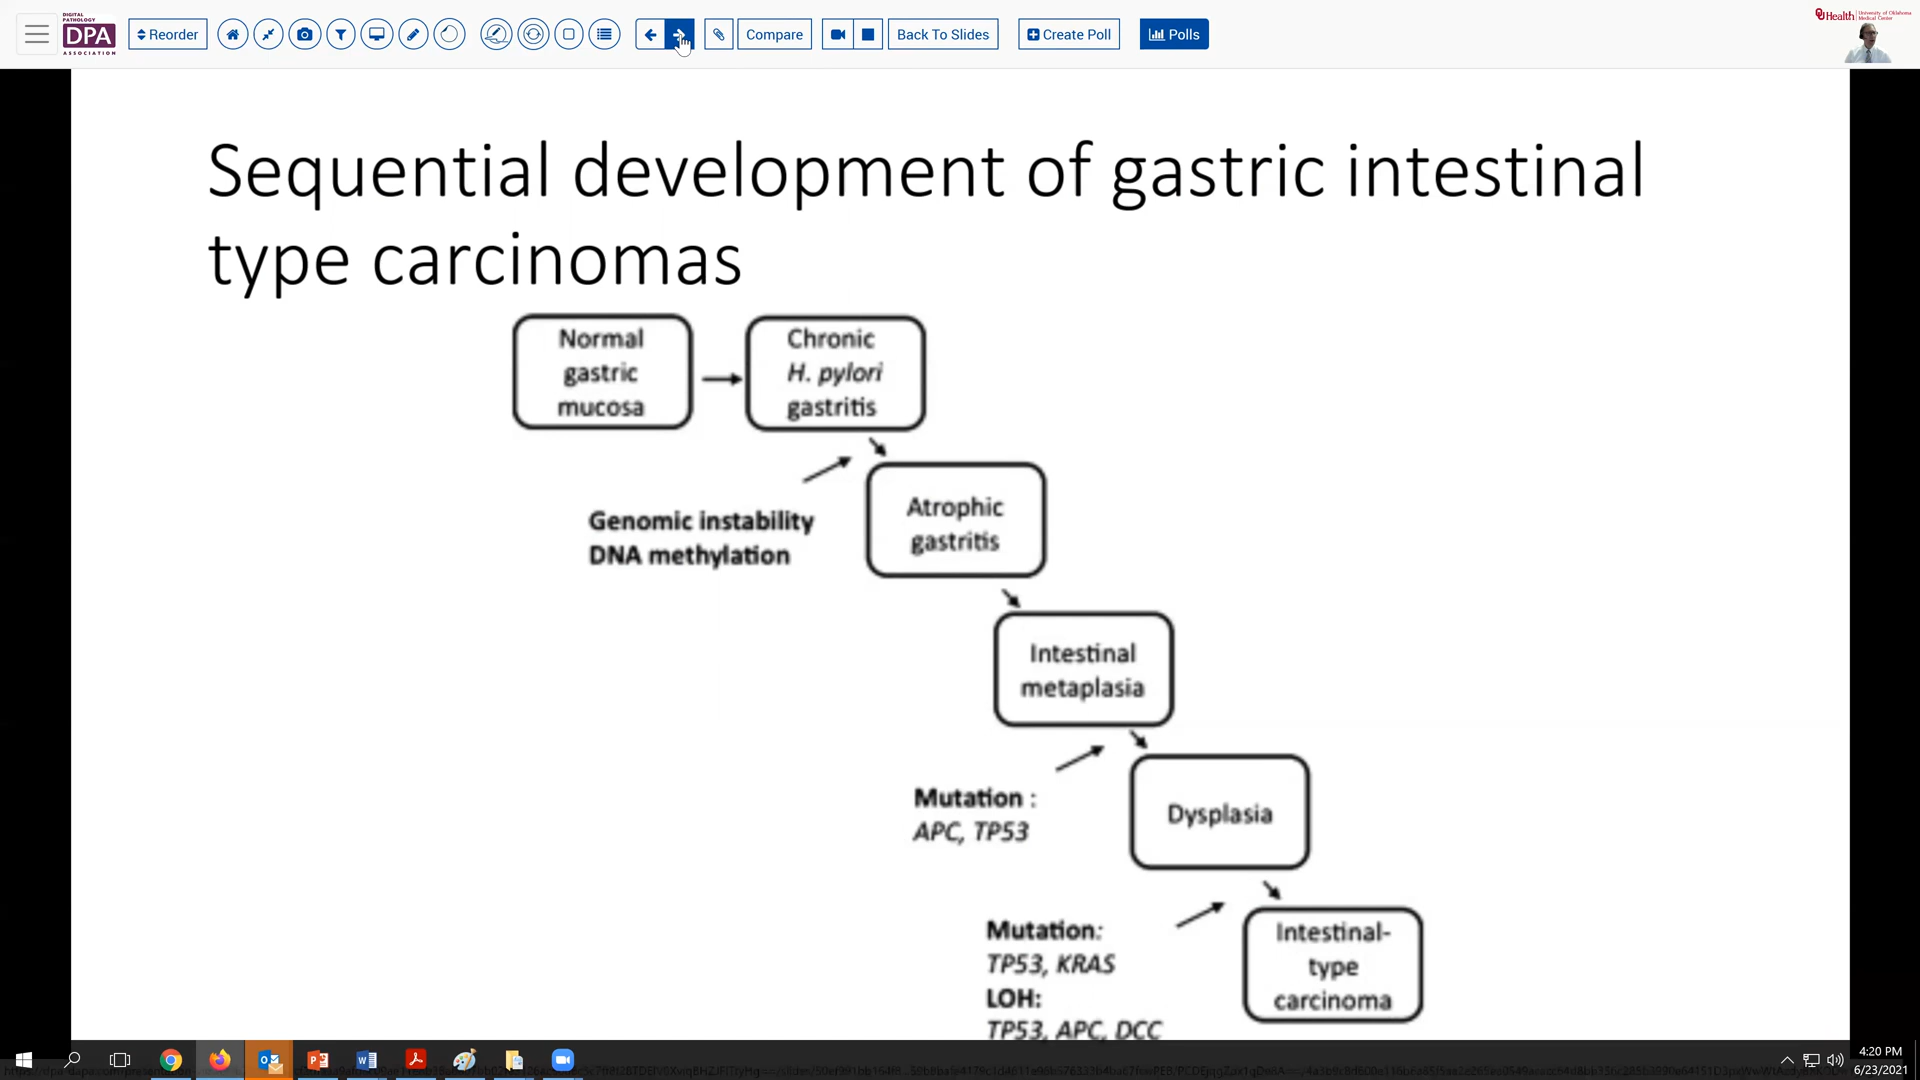 DIGITAL PATHOLOGY
DPA
ASSOCIATION
Reorder
Compare
Back To Slides
Create Poll
Polls
Health
University of Oklahoma
Medical Center
Sequential development of gastric intestinal
type carcinomas
Normal
gastric
mucosa
Chronic
H. pylori
gastritis
Genomic instability
DNA methylation
Atrophic
gastritis
Intestinal
metaplasia
Mutation :
APC, TP53
Dysplasia
Mutation:
TP53, KRAS
LOH:
TP53, APC, DCC
Intestinal-
type
carcinoma
4:20 PM
6/23/2021